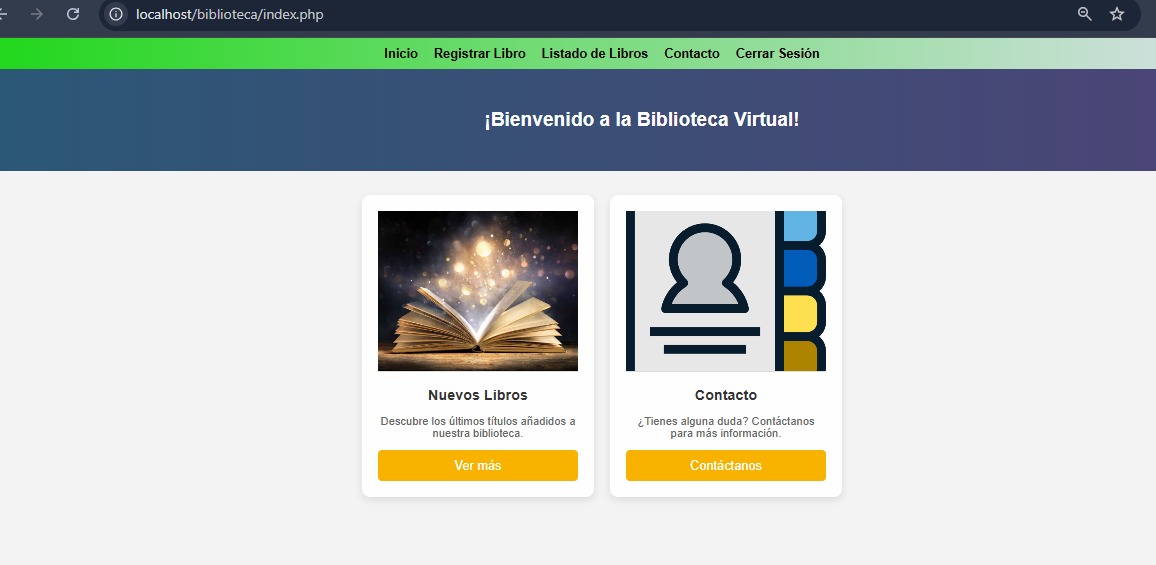 localhost/biblioteca/index.php
Inicio Registrar Libro Listado de Libros Contacto Cerrar Sesión
¡Bienvenido a la Biblioteca Virtual!
Nuevos Libros
Descubre los últimos títulos añadidos a
nuestra biblioteca.
Ver más
Contacto
¿Tienes alguna duda? Contáctanos
para más información.
Contáctanos